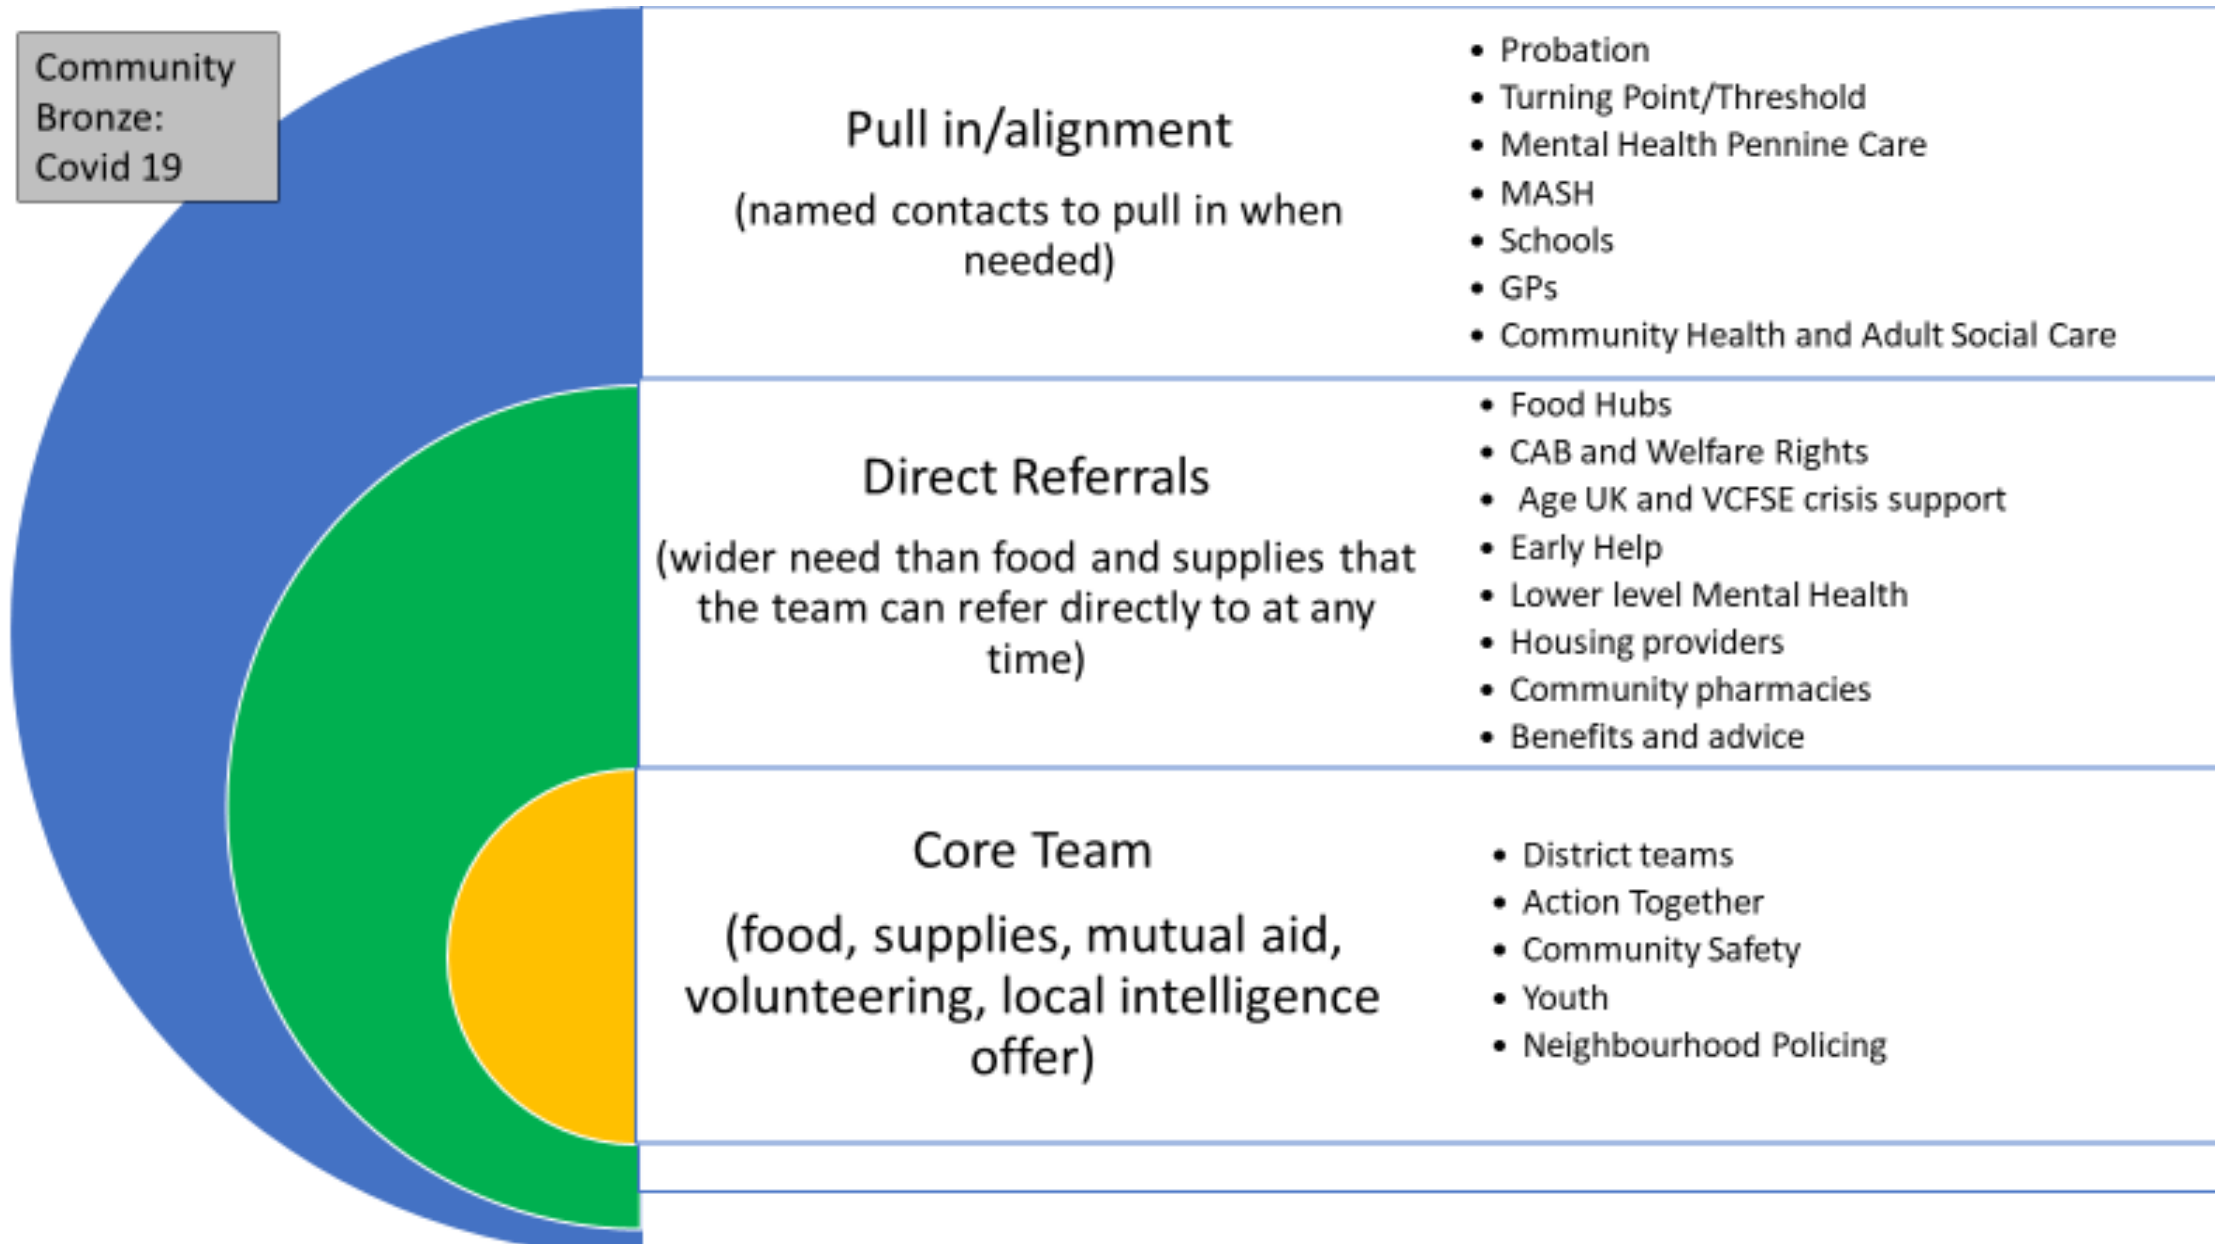 Community
Bronze:
Covid 19
Pull in/alignment
(named contacts to pull in when
needed)
• Probation
• Turning Point/Threshold
• Mental Health Pennine Care
• MASH
• Schools
• GPs
• Community Health and Adult Social Care
Direct Referrals
(wider need than food and supplies that
the team can refer directly to at any
time)
• Food Hubs
• CAB and Welfare Rights
• Age UK and VCFSE crisis support
• Early Help
• Lower level Mental Health
• Housing providers
• Community pharmacies
• Benefits and advice
Core Team
(food, supplies, mutual aid,
volunteering, local intelligence
offer)
• District teams
• Action Together
• Community Safety
• Youth
• Neighbourhood Policing